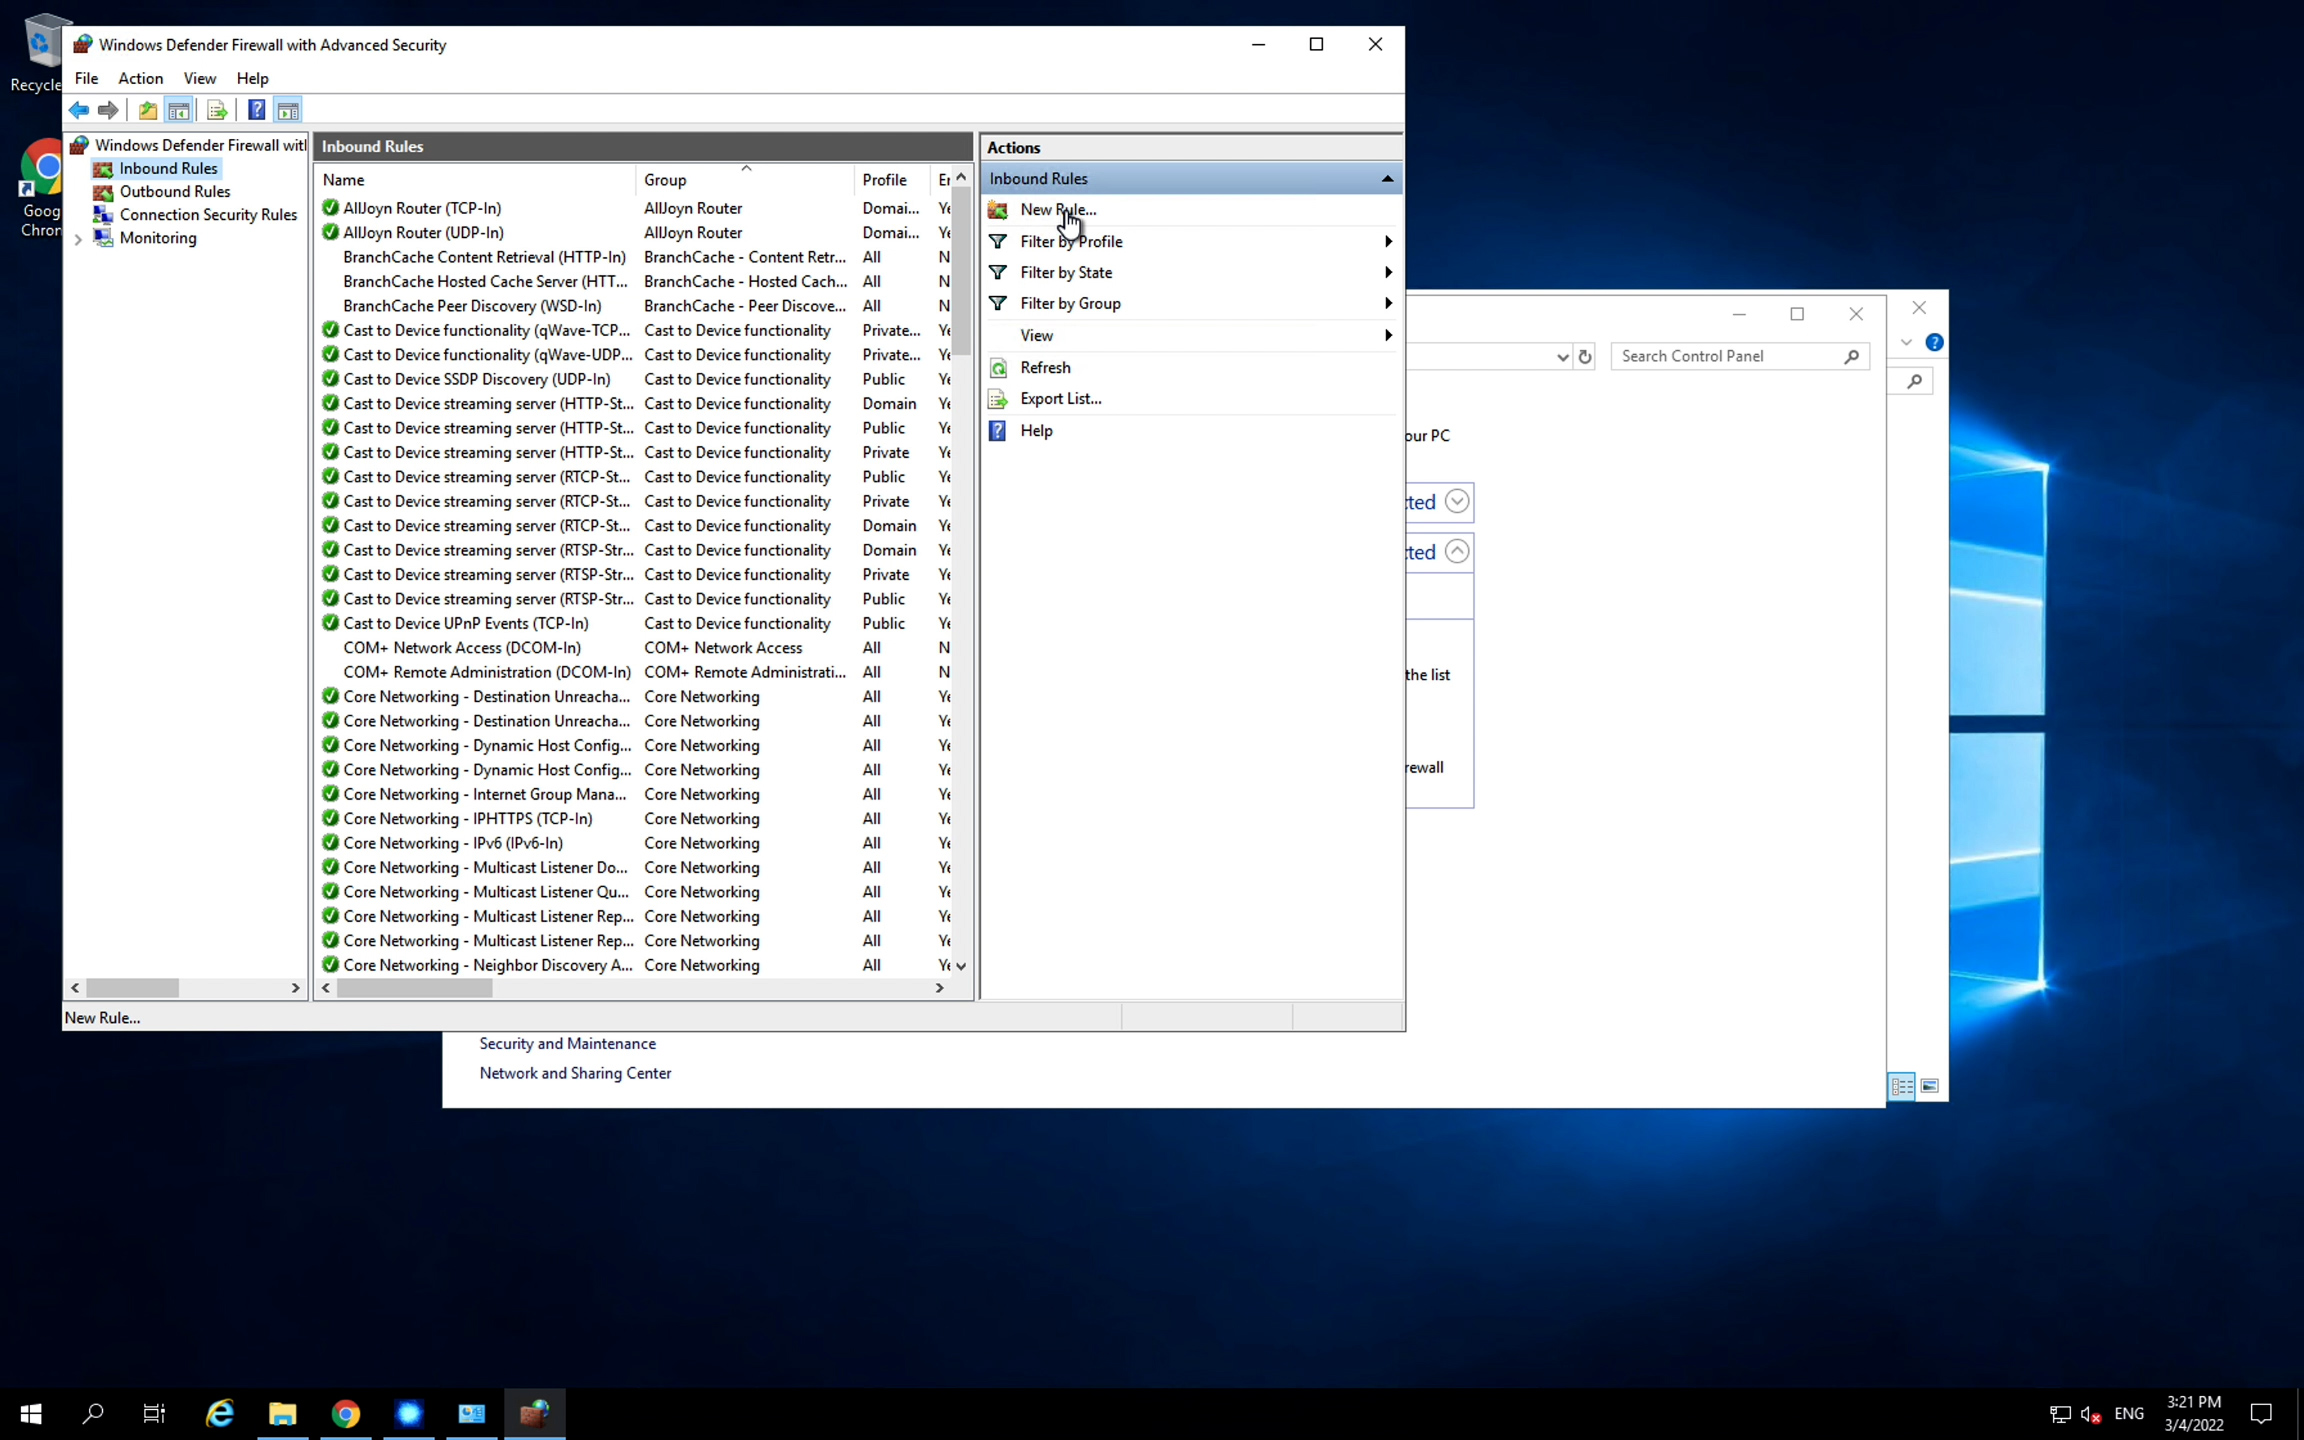 Recycle
Goog
Chron
Windows Defender Firewall with Advanced Security
File Action View Help
Windows Defender Firewall wit
Inbound Rules
Outbound Rules
Connection Security Rules
Monitoring
Inbound Rules
Name Group Profile
AllJoyn Router (TCP-In) AllJoyn Router Domai... Ye
AllJoyn Router (UDP-In) AllJoyn Router Domai... Ye
BranchCache Content Retrieval (HTTP-In) BranchCache - Content Retr... All N
BranchCache Hosted Cache Server (HTT... BranchCache - Hosted Cach... All N
BranchCache Peer Discovery (WSD-In) BranchCache - Peer Discove... All N
Cast to Device functionality (qWave-TCP... Cast to Device functionality Private... Ye
Cast to Device functionality (qWave-UDP... Cast to Device functionality Private... Ye
Cast to Device SSDP Discovery (UDP-In) Cast to Device functionality Public Ye
Cast to Device streaming server (HTTP-St... Cast to Device functionality Domain Ye
Cast to Device streaming server (HTTP-St... Cast to Device functionality Public Ye
Cast to Device streaming server (HTTP-St... Cast to Device functionality Private Ye
Cast to Device streaming server (RTCP-St... Cast to Device functionality Public Ye
Cast to Device streaming server (RTCP-St... Cast to Device functionality Private Ye
Cast to Device streaming server (RTCP-St... Cast to Device functionality Domain Ye
Cast to Device streaming server (RTSP-Str... Cast to Device functionality Domain Ye
Cast to Device streaming server (RTSP-Str... Cast to Device functionality Private Ye
Cast to Device streaming server (RTSP-Str... Cast to Device functionality Public Ye
Cast to Device UPnP Events (TCP-In) Cast to Device functionality Public Ye
COM+ Network Access (DCOM-In) COM+ Network Access All N
COM+ Remote Administration (DCOM-In) COM+ Remote Administrati... All N
Core Networking - Destination Unreacha... Core Networking All Ye
Core Networking - Destination Unreacha... Core Networking All Ye
Core Networking - Dynamic Host Config... Core Networking All Ye
Core Networking - Dynamic Host Config... Core Networking All Ye
Core Networking - Internet Group Mana... Core Networking All Ye
Core Networking - IPHTTPS (TCP-In) Core Networking All Ye
Core Networking - IPv6 (IPv6-In) Core Networking All Ye
Core Networking - Multicast Listener Do... Core Networking All Ye
Core Networking - Multicast Listener Qu... Core Networking All Ye
Core Networking - Multicast Listener Rep... Core Networking All Ye
Core Networking - Multicast Listener Rep... Core Networking All Ye
Core Networking - Neighbor Discovery A... Core Networking All Ye
Actions
Inbound Rules
New Rule...
Filter by Profile
Filter by State
Filter by Group
View
Refresh
Export List...
Help
New Rule...
Search Control Panel
our PC
cted
cted
the list
rewall
Security and Maintenance
Network and Sharing Center
ENG
3:21 PM
3/4/2022